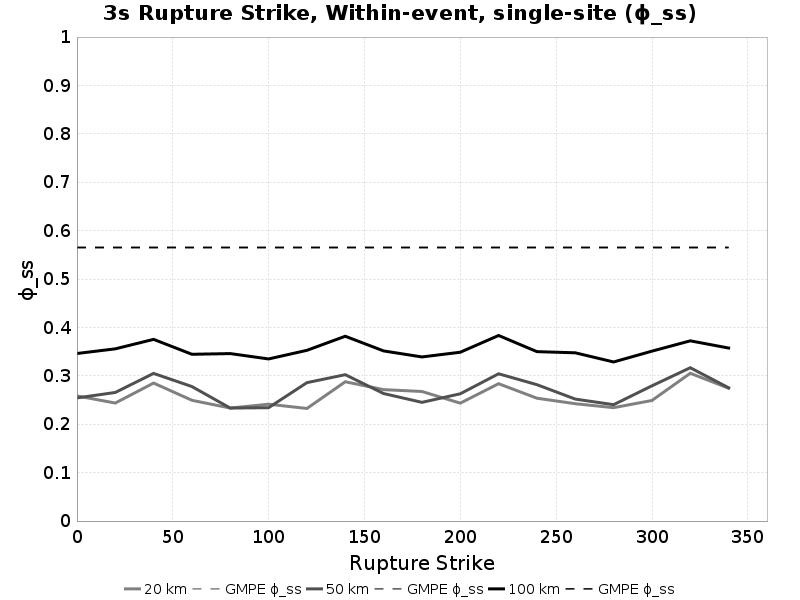 3s Rupture Strike, Within-event, single-site (ϕ_ss)
1
0.9
0.8
0.7
0.6
0.5
0.4
0.3
0.2
0.1
0
ϕ_ss
0 50 100 150 200 250 300 350
Rupture Strike
20 km GMPE ϕ_ss 50 km GMPE ϕ_ss 100 km GMPE ϕ_ss